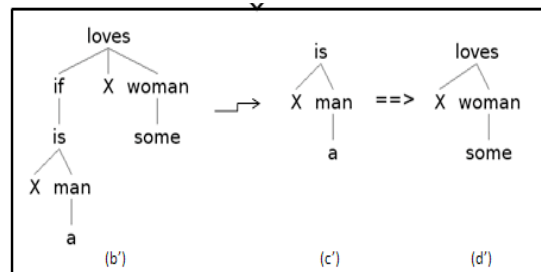 loves
if X woman
is some
X man
a
(b')
is
X man
a
(c')
==>
loves
X woman
some
(d')